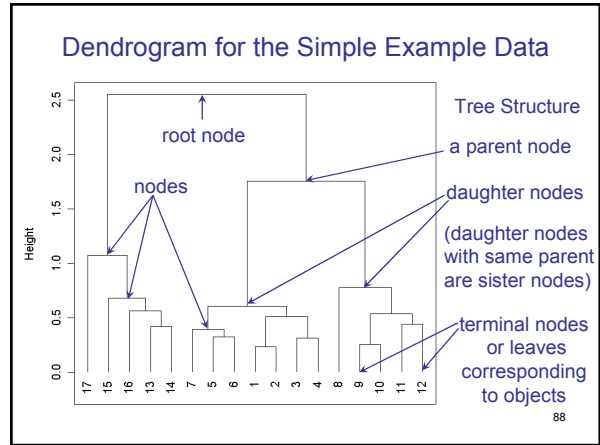 Dendrogram for the Simple Example Data
Tree Structure
root node
a parent node
nodes
daughter nodes
(daughter nodes
with same parent
are sister nodes)
terminal nodes
or leaves
corresponding
to objects
Height
2.5
2.0
1.5
1.0
0.5
0.0
17 15 16 13 14 7 5 6 1 2 3 4 8 9 10 11 12
88